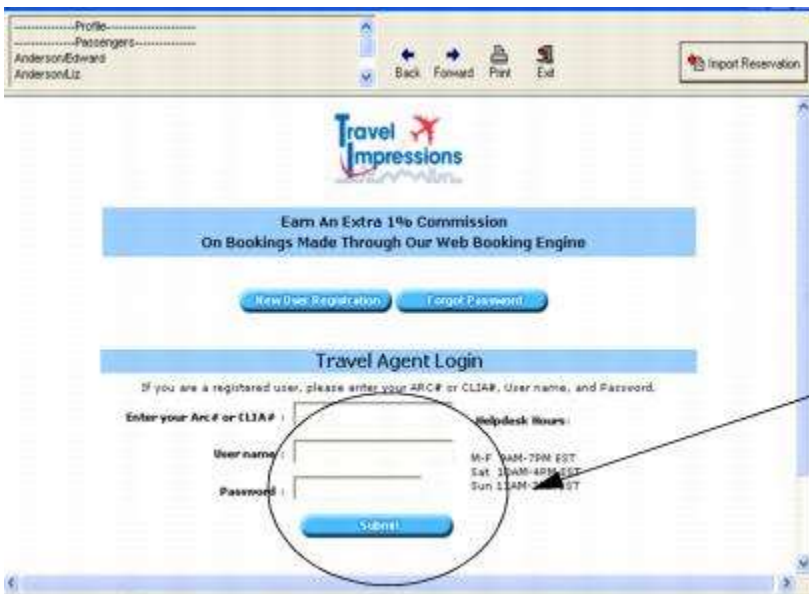 --------------Profile---------------------
--------------Passengers--------------
Anderson/Edward
Anderson/Liz
Back Forward Print Exit
Import Reservation
Travel
Impressions
Earn An Extra 1% Commission
On Bookings Made Through Our Web Booking Engine
New User Registration Forgot Password
Travel Agent Login
If you are a registered user, please enter your ARC# or CLIA#, User name, and Password.
Enter your Arc# or CLIA# :
Helpdesk Hours:
User name :
M-F 9AM-7PM EST
Sat 10AM-4PM EST
Password :
Sun 11AM- EST
Submit